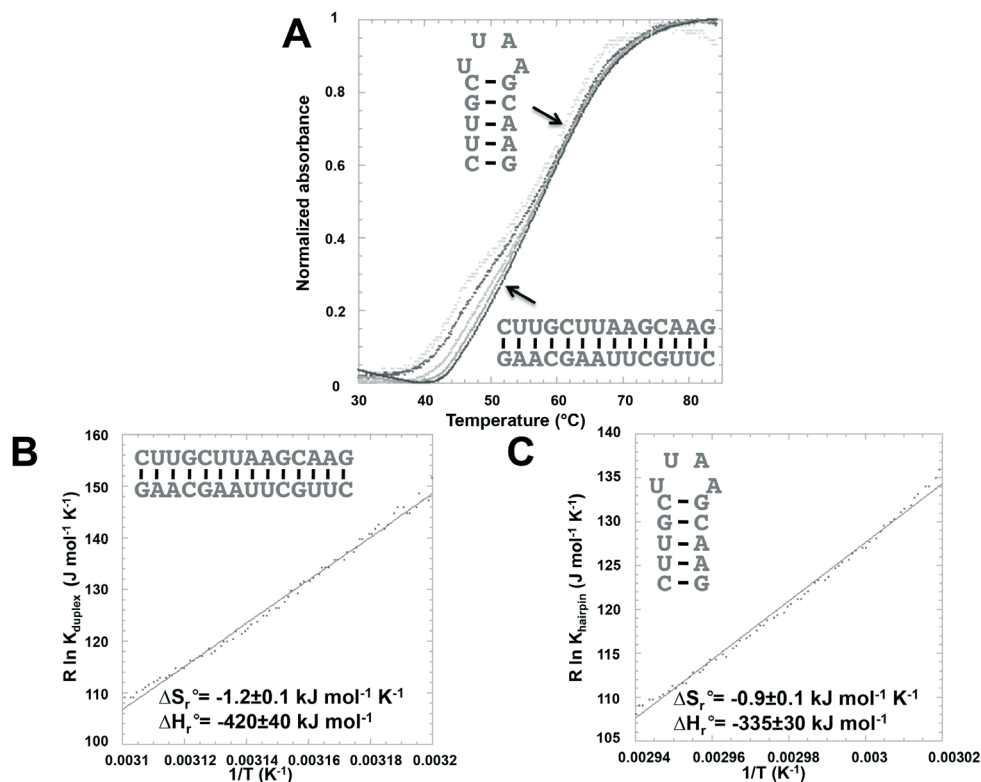 A
1
0.8
0.6
0.4
0.2
0
Normalized absorbance
U A
U A
C – G
G – C
U – A
U – A
C – G
CUUGCUUAAGCAAG
GAACGAAUUCGUUC
30 40 50 60 70 80
Temperature (°C)
B
160
150
140
130
120
110
100
R ln Kduplex (J mol-1 K-1)
CUUGCUUAAGCAAG
GAACGAAUUCGUUC
ΔSr°= -1.2±0.1 kJ mol-1 K-1
ΔHr°= -420±40 kJ mol-1
0.0031 0.00312 0.00314 0.00316 0.00318 0.0032
1/T (K-1)
C
140
135
130
125
120
115
110
105
R ln Khairpin (J mol-1 K-1)
U A
U A
C – G
G – C
U – A
U – A
C – G
ΔSr°= -0.9±0.1 kJ mol-1 K-1
ΔHr°= -335±30 kJ mol-1
0.00294 0.00296 0.00298 0.003 0.00302
1/T (K-1)